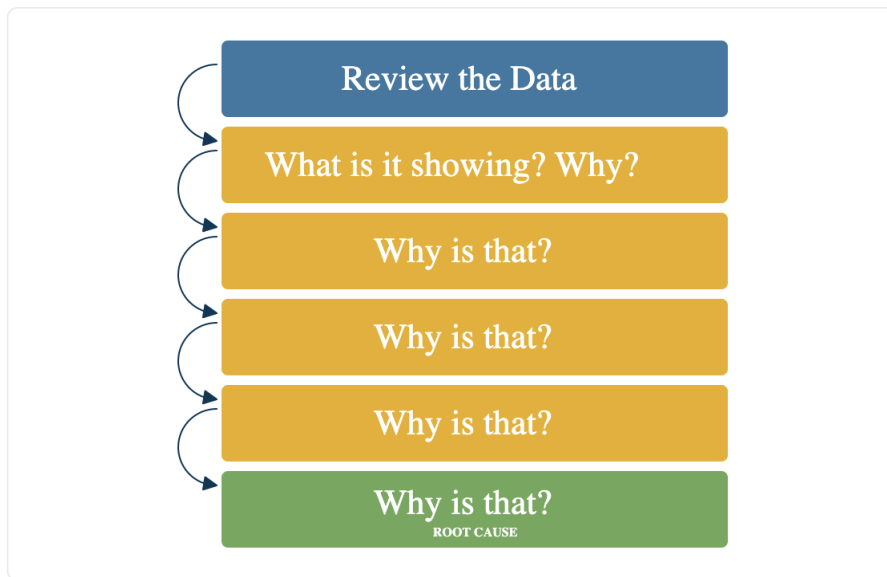 Review the Data
What is it showing? Why?
Why is that?
Why is that?
Why is that?
Why is that?
ROOT CAUSE